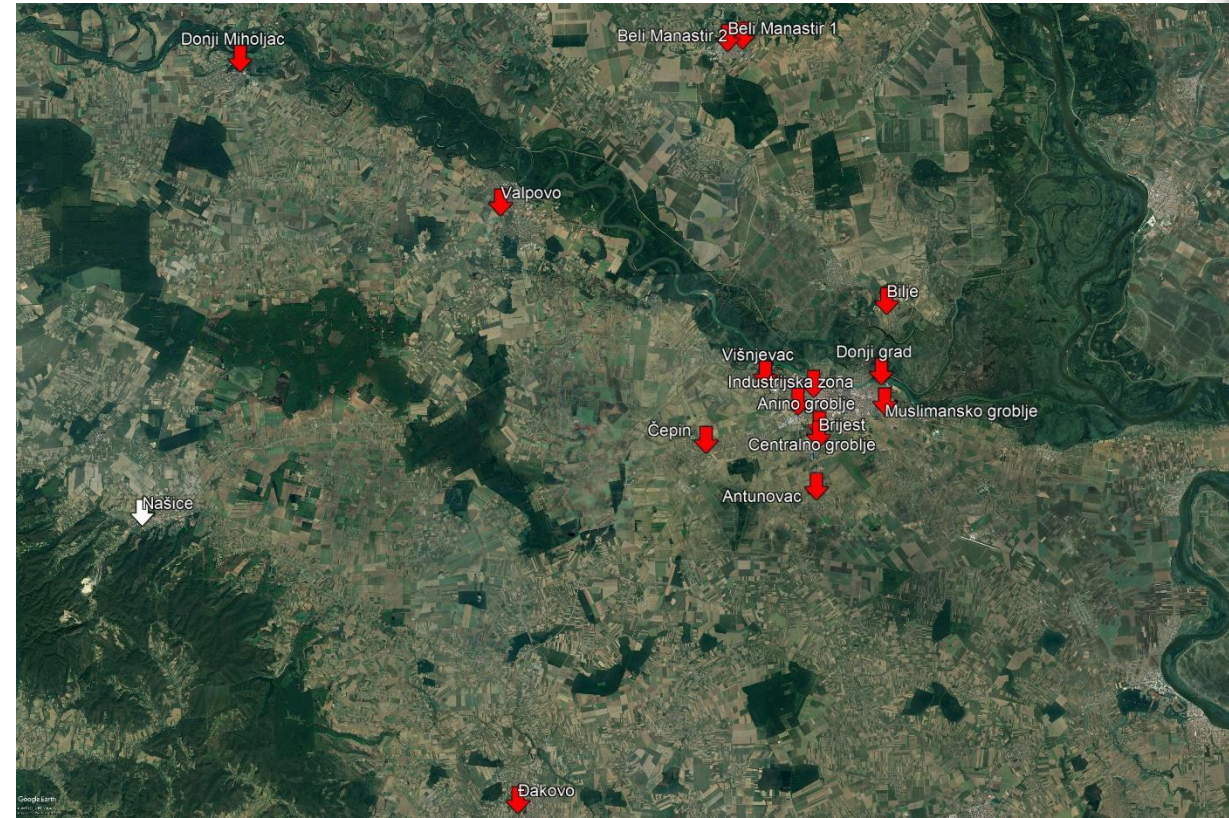 Beli Manastir 1
Beli Manastir 2
Donji Miholjac
Valpovo
Bilje
Višnjevac
Donji grad
Industrijska zona
Anino groblje
Muslimansko groblje
Brijest
Čepin
Centralno groblje
Antunovac
Našice
Đakovo
Google Earth